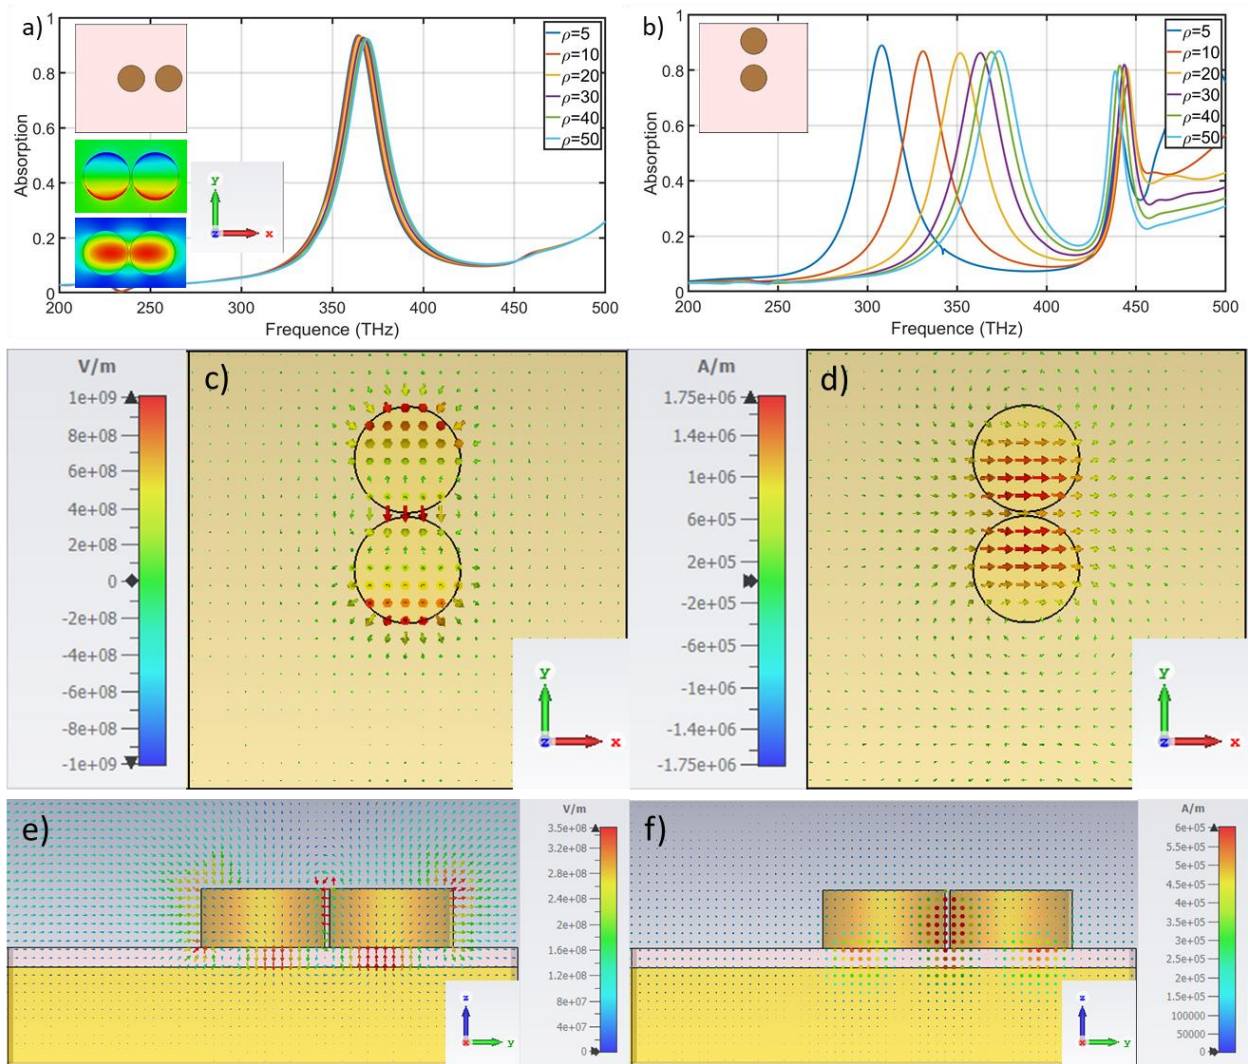 a)
1
0.8
0.6
0.4
0.2
0
Absorption
200
250
300
350
400
450
500
Frequence (THz)
ρ=5
ρ=10
ρ=20
ρ=30
ρ=40
ρ=50
y
z
x
b)
1
0.8
0.6
0.4
0.2
0
Absorption
200
250
300
350
400
450
500
Frequence (THz)
ρ=5
ρ=10
ρ=20
ρ=30
ρ=40
ρ=50
c)
V/m
1e+09
8e+08
6e+08
4e+08
2e+08
0
-2e+08
-4e+08
-6e+08
-8e+08
-1e+09
y
z
x
d)
A/m
1.75e+06
1.4e+06
1e+06
6e+05
2e+05
0
-2e+05
-6e+05
-1e+06
-1.4e+06
-1.75e+06
y
z
x
e)
V/m
3.5e+08
3.2e+08
2.8e+08
2.4e+08
2e+08
1.6e+08
1.2e+08
8e+07
4e+07
0
z
x
y
f)
A/m
6e+05
5.5e+05
5e+05
4.5e+05
4e+05
3.5e+05
3e+05
2.5e+05
2e+05
1.5e+05
100000
50000
0
z
x
y